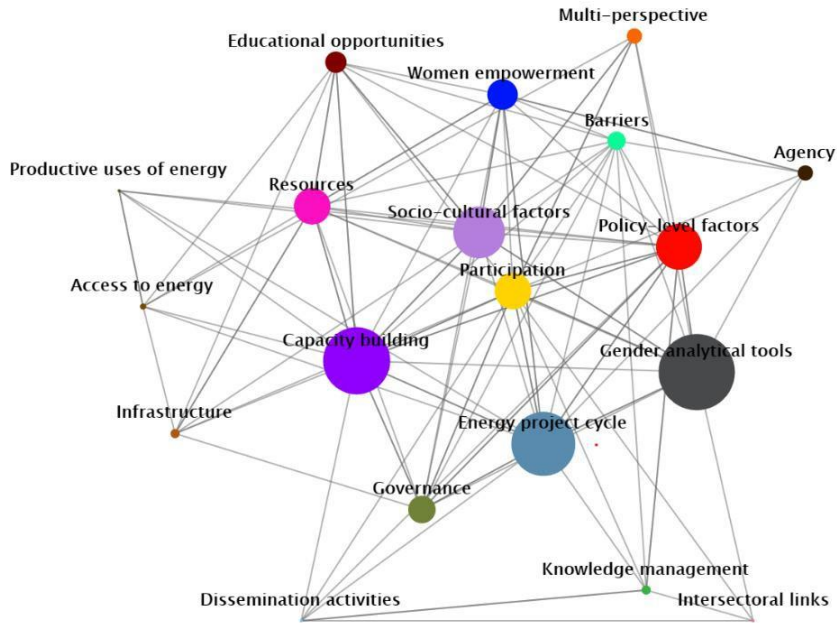 Multi-perspective
Educational opportunities
Women empowerment
Barriers
Agency
Productive uses of energy
Resources
Socio-cultural factors
Policy-level factors
Participation
Access to energy
Capacity building
Gender analytical tools
Infrastructure
Energy project cycle
Governance
Knowledge management
Dissemination activities
Intersectoral links